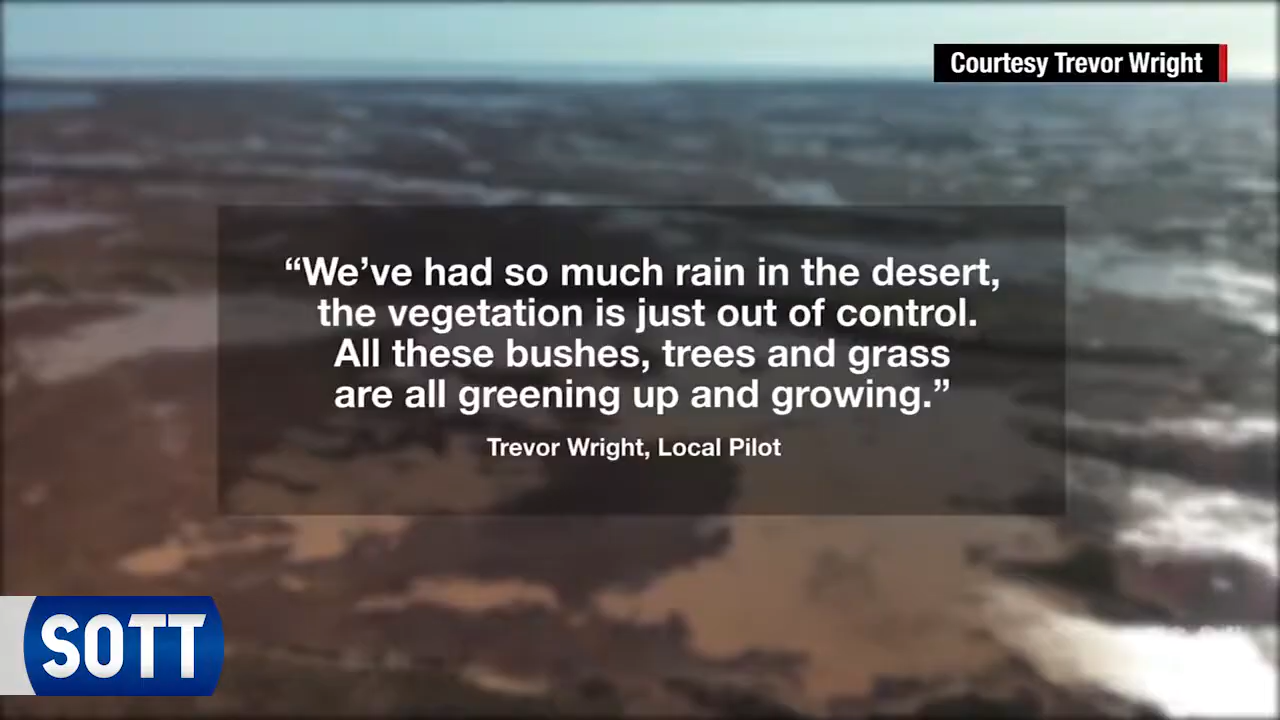 Courtesy Trevor Wright
“We’ve had so much rain in the desert,
the vegetation is just out of control.
All these bushes, trees and grass
are all greening up and growing.”
Trevor Wright, Local Pilot
SOTT